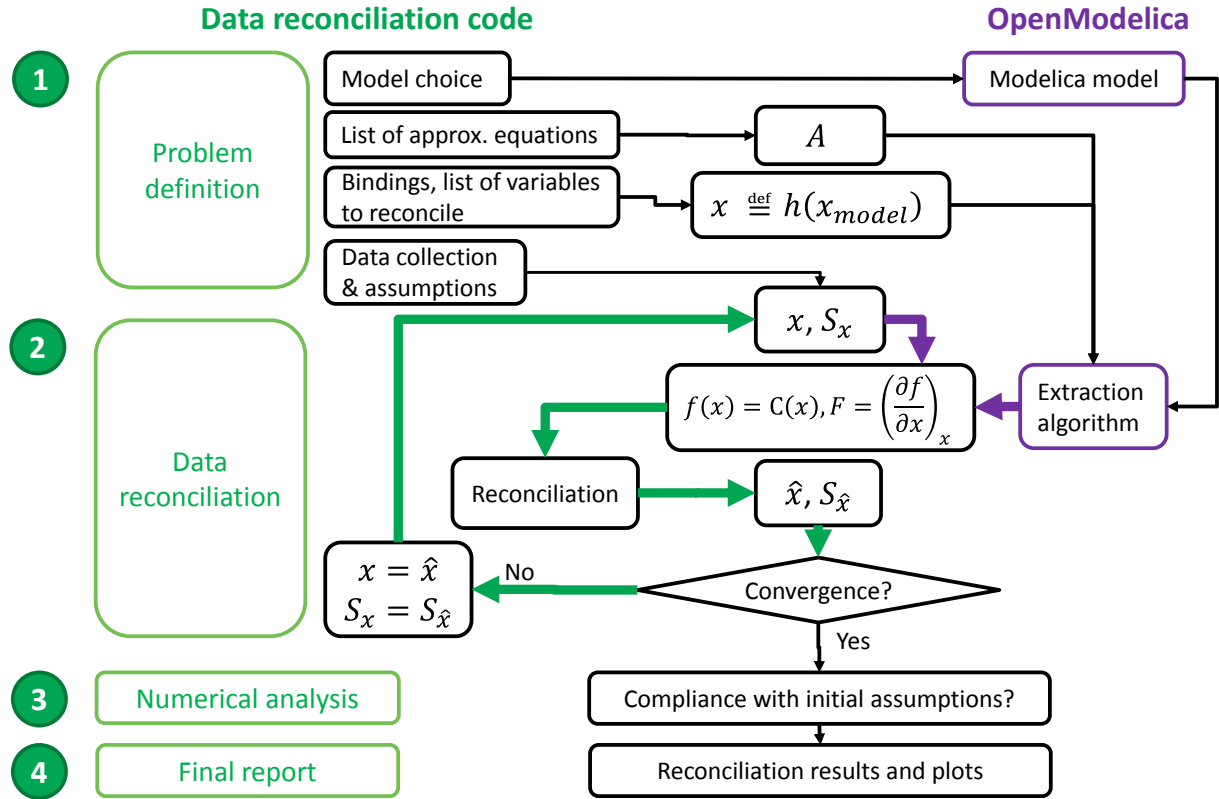 Data reconciliation code
OpenModelica
1
Problem
definition
Model choice
Modelica model
List of approx. equations
A
Bindings, list of variables
to reconcile
x ≝ h(x_{model})
Data collection
& assumptions
2
Data
reconciliation
x, S_x
f(x) = C(x), F = (∂f/∂x)_x
Extraction
algorithm
Reconciliation
x̂, S_x̂
x = x̂
S_x = S_x̂
No
Convergence?
Yes
3
Numerical analysis
Compliance with initial assumptions?
4
Final report
Reconciliation results and plots